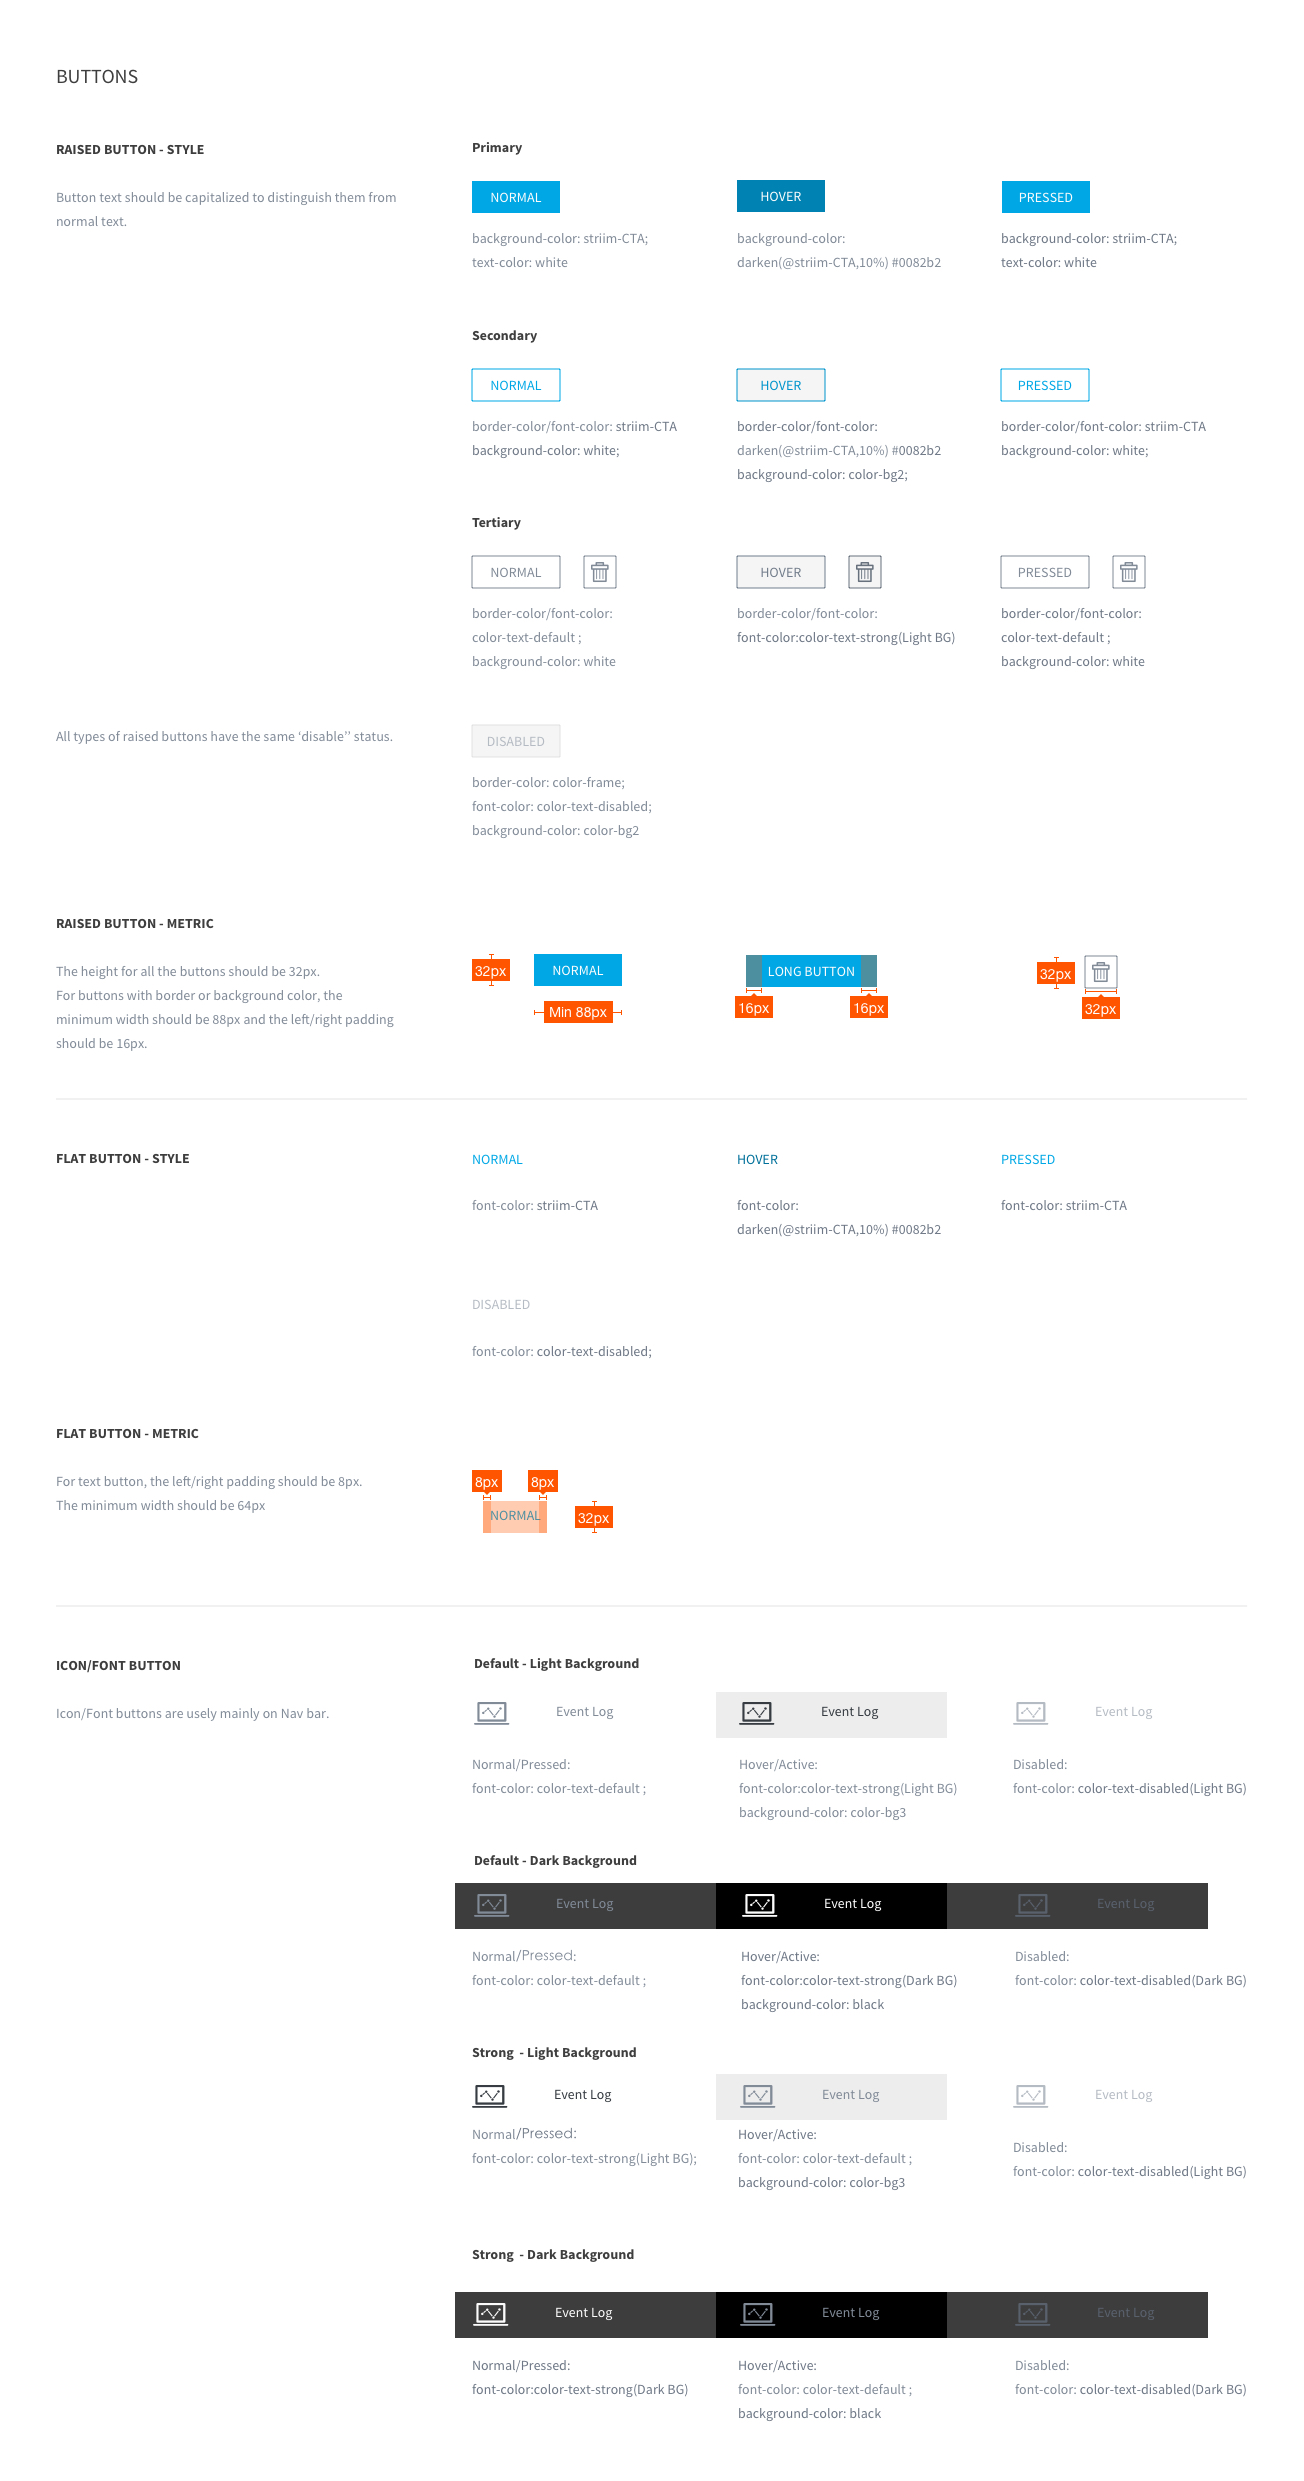 BUTTONS
RAISED BUTTON - STYLE
Button text should be capitalized to distinguish them from
normal text.
Primary
NORMAL
HOVER
PRESSED
background-color: striim-CTA;
text-color: white
background-color:
darken(@striim-CTA,10%) #0082b2
background-color: striim-CTA;
text-color: white
Secondary
NORMAL
HOVER
PRESSED
border-color/font-color: striim-CTA
background-color: white;
border-color/font-color:
darken(@striim-CTA,10%) #0082b2
background-color: color-bg2;
border-color/font-color: striim-CTA
background-color: white;
Tertiary
NORMAL
HOVER
PRESSED
border-color/font-color:
color-text-default ;
background-color: white
border-color/font-color:
font-color:color-text-strong(Light BG)
border-color/font-color:
color-text-default ;
background-color: white
All types of raised buttons have the same ‘disable’’ status.
DISABLED
border-color: color-frame;
font-color: color-text-disabled;
background-color: color-bg2
RAISED BUTTON - METRIC
The height for all the buttons should be 32px.
For buttons with border or background color, the
minimum width should be 88px and the left/right padding
should be 16px.
32px
NORMAL
Min 88px
LONG BUTTON
16px
16px
32px
32px
FLAT BUTTON - STYLE
NORMAL
HOVER
PRESSED
font-color: striim-CTA
font-color:
darken(@striim-CTA,10%) #0082b2
font-color: striim-CTA
DISABLED
font-color: color-text-disabled;
FLAT BUTTON - METRIC
For text button, the left/right padding should be 8px.
The minimum width should be 64px
8px
8px
NORMAL
32px
ICON/FONT BUTTON
Icon/Font buttons are usely mainly on Nav bar.
Default - Light Background
Event Log
Event Log
Event Log
Normal/Pressed:
font-color: color-text-default ;
Hover/Active:
font-color:color-text-strong(Light BG)
background-color: color-bg3
Disabled:
font-color: color-text-disabled(Light BG)
Default - Dark Background
Event Log
Event Log
Event Log
Normal/Pressed:
font-color: color-text-default ;
Hover/Active:
font-color:color-text-strong(Dark BG)
background-color: black
Disabled:
font-color: color-text-disabled(Dark BG)
Strong  - Light Background
Event Log
Event Log
Event Log
Normal/Pressed:
font-color: color-text-strong(Light BG);
Hover/Active:
font-color: color-text-default ;
background-color: color-bg3
Disabled:
font-color: color-text-disabled(Light BG)
Strong  - Dark Background
Event Log
Event Log
Event Log
Normal/Pressed:
font-color:color-text-strong(Dark BG)
Hover/Active:
font-color: color-text-default ;
background-color: black
Disabled:
font-color: color-text-disabled(Dark BG)